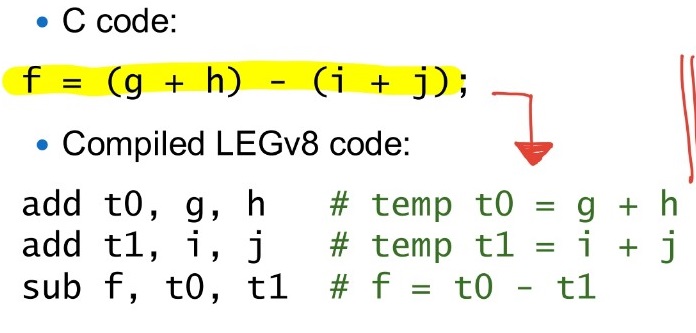 • C code:
f = (g + h) - (i + j);
• Compiled LEGv8 code:
add t0, g, h # temp t0 = g + h
add t1, i, j # temp t1 = i + j
sub f, t0, t1 # f = t0 - t1